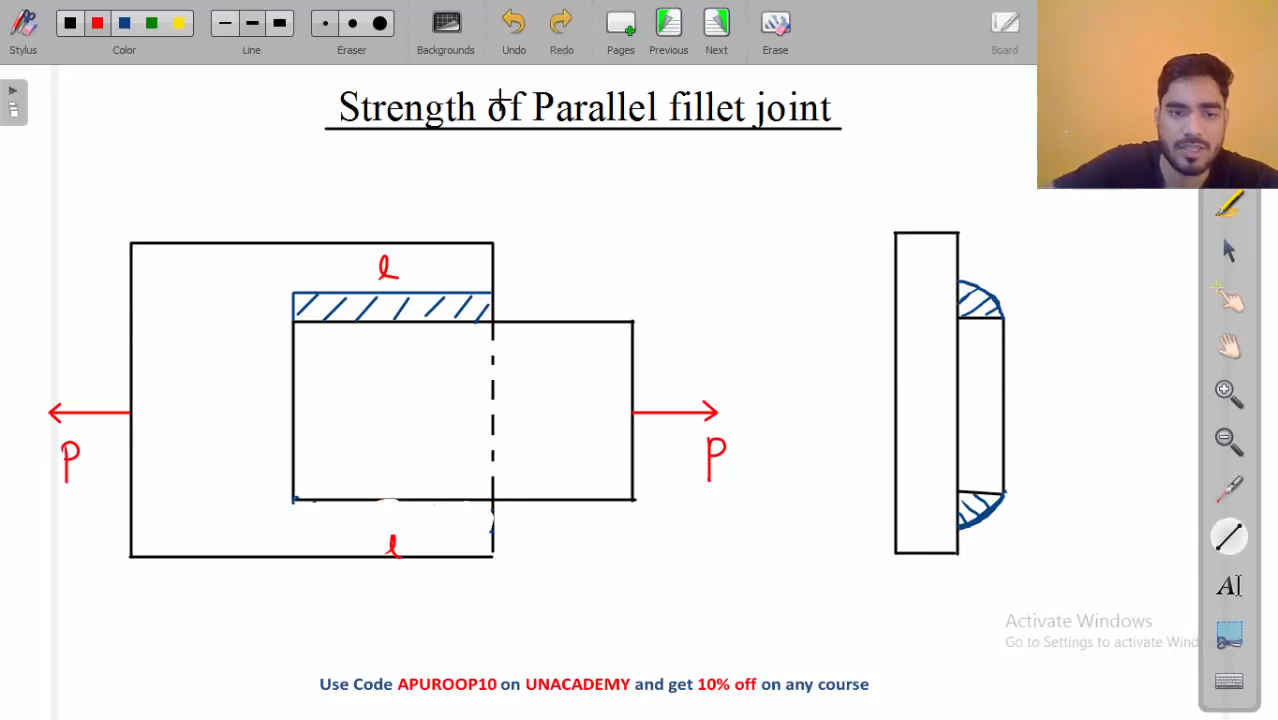 Stylus
Color
Line
Eraser
Backgrounds
Undo
Redo
Pages
Previous
Next
Erase
Board
Strength of Parallel fillet joint
l
P
P
l
A
Activate Windows
Go to Settings to activate Wind
Use Code APUROOP10 on UNACADEMY and get 10% off on any course